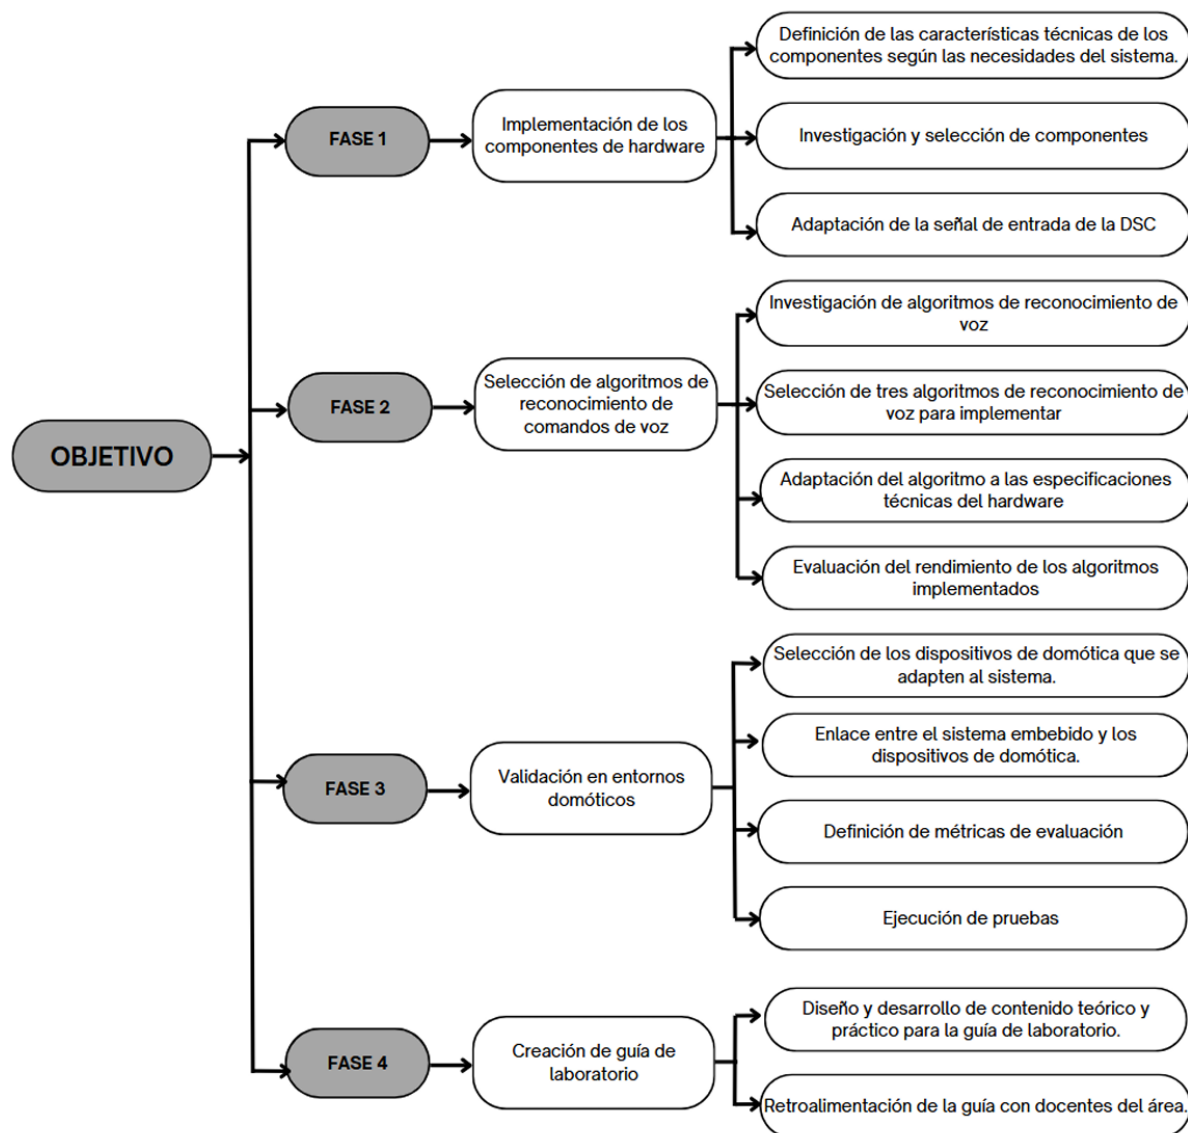 OBJETIVO
FASE 1
Implementación de los
componentes de hardware
Definición de las características técnicas de los
componentes según las necesidades del sistema.
Investigación y selección de componentes
Adaptación de la señal de entrada de la DSC
FASE 2
Selección de algoritmos de
reconocimiento de
comandos de voz
Investigación de algoritmos de reconocimiento de
voz
Selección de tres algoritmos de reconocimiento de
voz para implementar
Adaptación del algoritmo a las especificaciones
técnicas del hardware
Evaluación del rendimiento de los algoritmos
implementados
FASE 3
Validación en entornos
domóticos
Selección de los dispositivos de domótica que se
adapten al sistema.
Enlace entre el sistema embebido y los
dispositivos de domótica.
Definición de métricas de evaluación
Ejecución de pruebas
FASE 4
Creación de guía de
laboratorio
Diseño y desarrollo de contenido teórico y
práctico para la guía de laboratorio.
Retroalimentación de la guía con docentes del área.